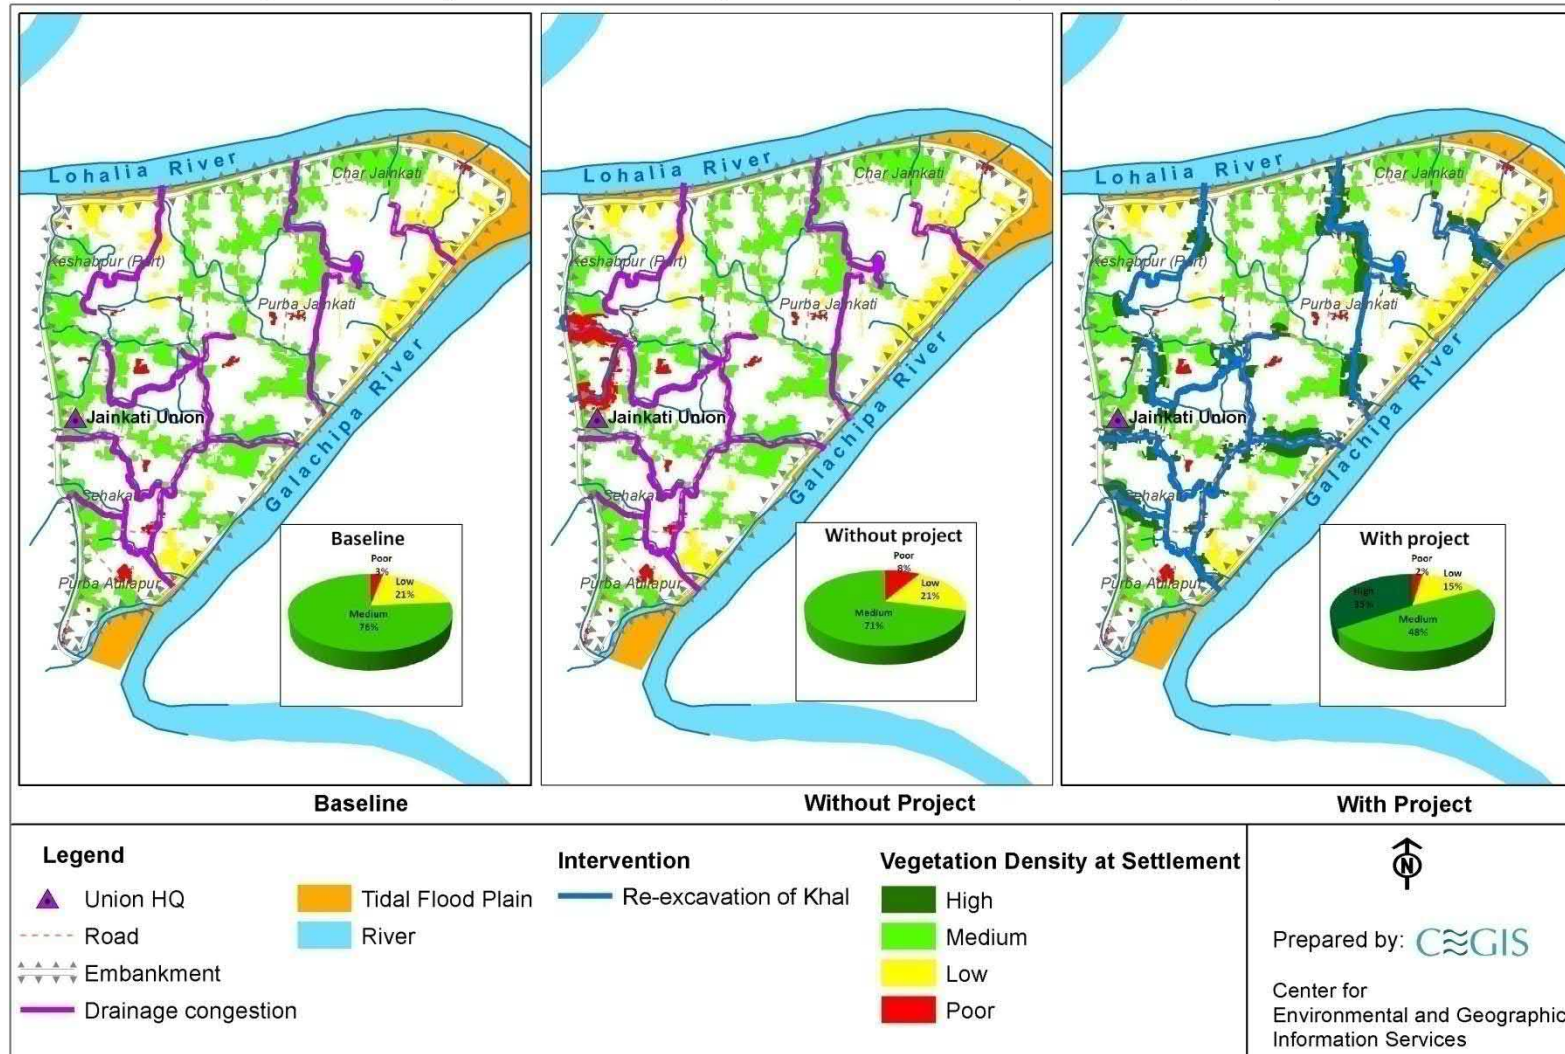 Lohalia River
Char Jainkati
Keshabpur (Part)
Purba Jainkati
Jainkati Union
Galachipa River
Sehakati
Purba Auliapur
Baseline
Poor
3%
Low
21%
Medium
76%
Lohalia River
Char Jainkati
Keshabpur (Part)
Purba Jainkati
Jainkati Union
Galachipa River
Sehakati
Without project
Poor
8%
Low
21%
Medium
71%
Lohalia River
Char Jainkati
Keshabpur (Part)
Purba Jainkati
Jainkati Union
Galachipa River
Sehakati
With project
Poor
2%
Low
15%
High
35%
Medium
48%
Baseline
Without Project
With Project
Legend
Union HQ
Road
Embankment
Drainage congestion
Tidal Flood Plain
River
Intervention
Re-excavation of Khal
Vegetation Density at Settlement
High
Medium
Low
Poor
N
Prepared by: CEGIS
Center for
Environmental and Geographic
Information Services